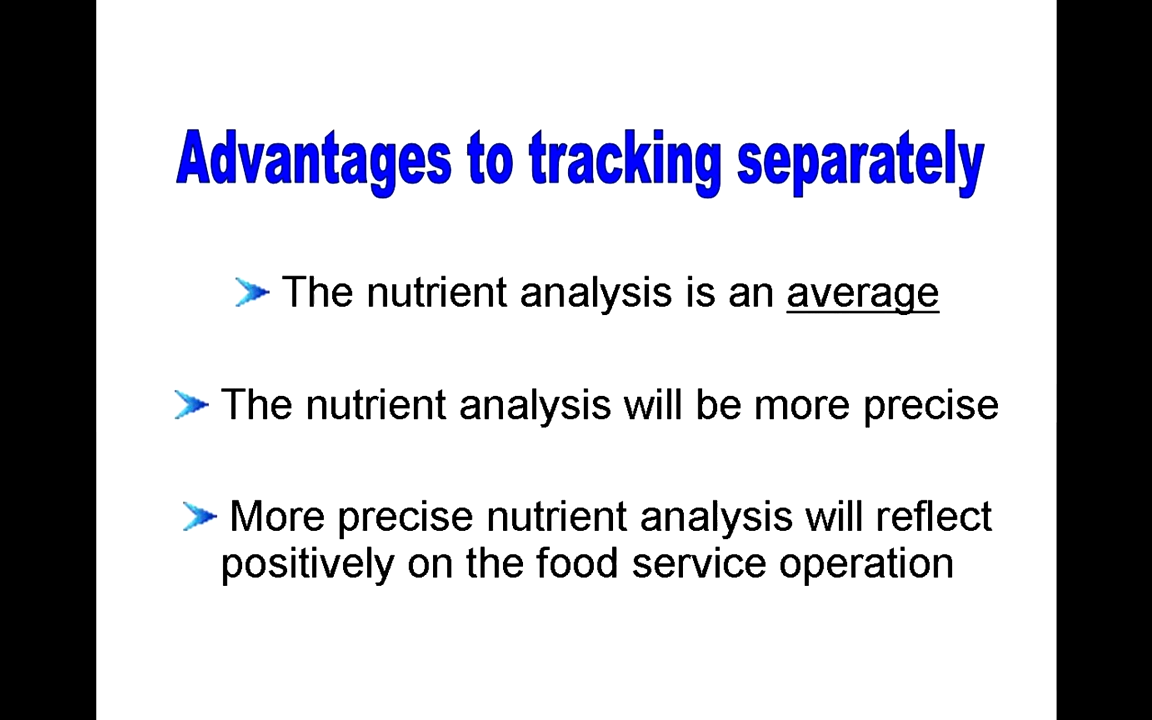 Advantages to tracking separately
The nutrient analysis is an average
The nutrient analysis will be more precise
More precise nutrient analysis will reflect
positively on the food service operation